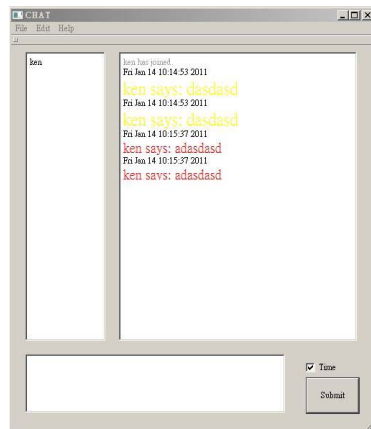 CHAT
File Edit Help
ken
ken has joined.
Fri Jan 14 10:14:53 2011
ken says: dasdasd
Fri Jan 14 10:14:53 2011
ken says: dasdasd
Fri Jan 14 10:15:37 2011
ken says: adasdasd
Fri Jan 14 10:15:37 2011
ken says: adasdasd
Time
Submit